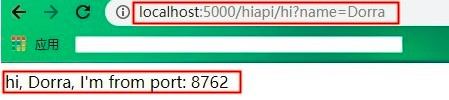 localhost:5000/hiapi/hi?name=Dorra
应用
hi, Dorra, I'm from port: 8762